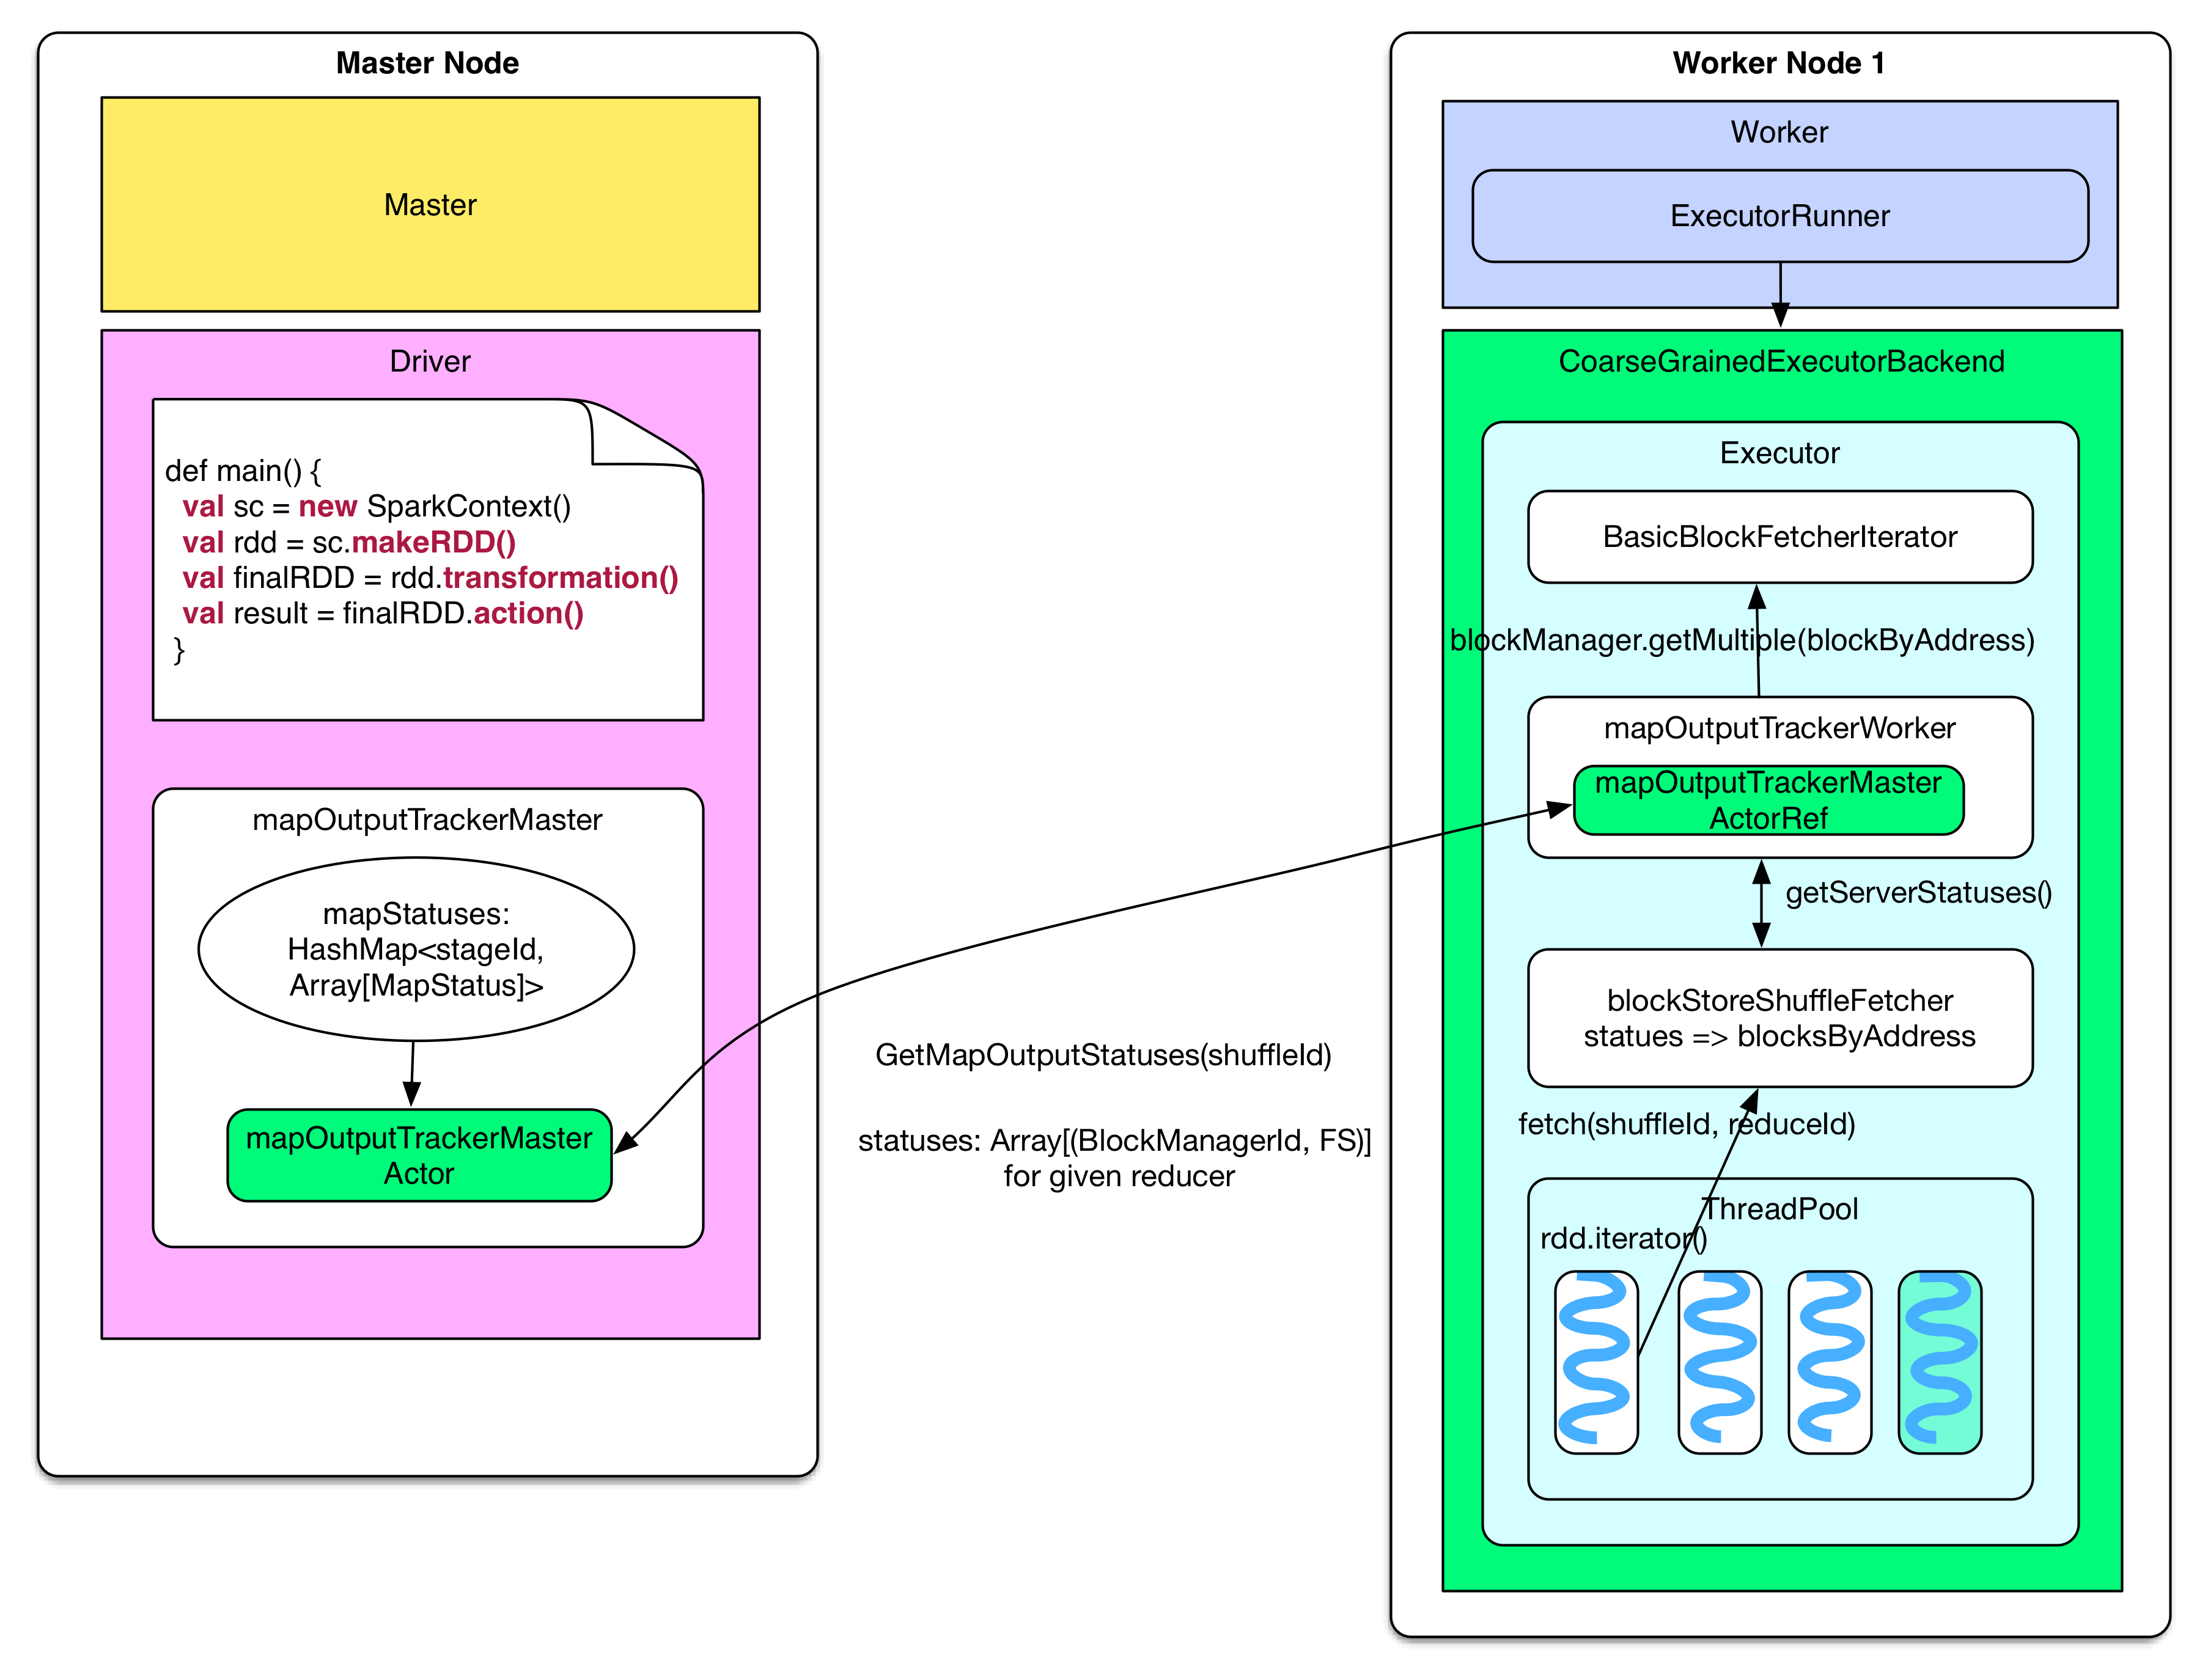 Master Node
Master
Driver
def main() {
val sc = new SparkContext()
val rdd = sc.makeRDD()
val finalRDD = rdd.transformation()
val result = finalRDD.action()
}
mapOutputTrackerMaster
mapStatuses:
HashMap<stageId,
Array[MapStatus]>
mapOutputTrackerMaster
Actor
GetMapOutputStatuses(shuffleId)
statuses: Array[(BlockManagerId, FS)]
for given reducer
Worker Node 1
Worker
ExecutorRunner
CoarseGrainedExecutorBackend
Executor
BasicBlockFetcherIterator
blockManager.getMultiple(blockByAddress)
mapOutputTrackerWorker
mapOutputTrackerMaster
ActorRef
getServerStatuses()
blockStoreShuffleFetcher
statues => blocksByAddress
fetch(shuffleId, reduceId)
ThreadPool
rdd.iterator()